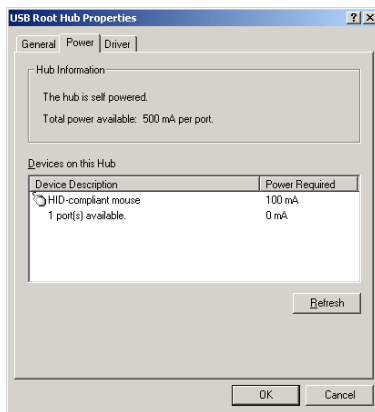 USB Root Hub Properties
General Power Driver
Hub Information
The hub is self powered.
Total power available: 500 mA per port.
Devices on this Hub
Device Description Power Required
HID-compliant mouse 100 mA
1 port(s) available. 0 mA
Refresh
OK Cancel